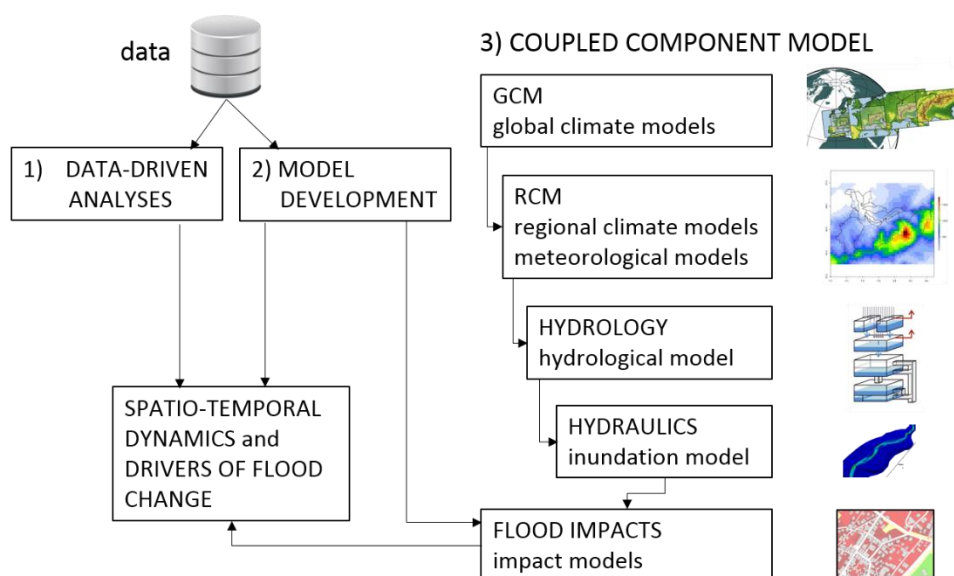 data
1) DATA-DRIVEN
ANALYSES
2) MODEL
DEVELOPMENT
SPATIO-TEMPORAL
DYNAMICS and
DRIVERS OF FLOOD
CHANGE
3) COUPLED COMPONENT MODEL
GCM
global climate models
RCM
regional climate models
meteorological models
HYDROLOGY
hydrological model
HYDRAULICS
inundation model
FLOOD IMPACTS
impact models